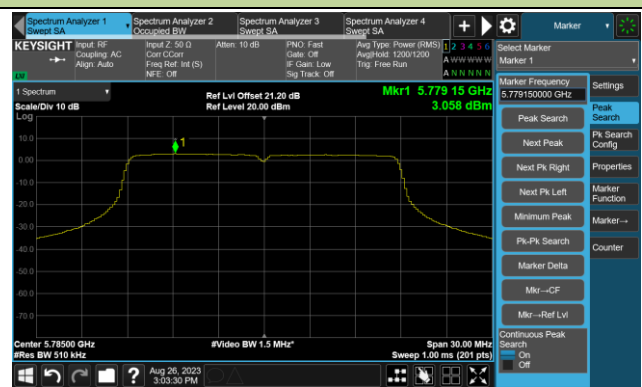 Spectrum Analyzer 1
Swept SA
Spectrum Analyzer 2
Occupied BW
Spectrum Analyzer 3
Swept SA
Spectrum Analyzer 4
Swept SA
+
Marker
KEYSIGHT
LV
Input: RF
Coupling: AC
Align: Auto
Input Z: 50 Ω
Corr CCorr
Freq Ref: Int (S)
NFE: Off
Atten: 10 dB
PNO: Fast
Gate: Off
IF Gain: Low
Sig Track: Off
Avg Type: Power (RMS)
Avg|Hold: 1200/1200
Trig: Free Run
1 2 3 4 5 6
A W W W W W
A N N N N N
Select Marker
Marker 1
1 Spectrum
Scale/Div 10 dB
Log
Ref Lvl Offset 21.20 dB
Ref Level 20.00 dBm
Mkr1 5.779 15 GHz
3.058 dBm
10.0
0.00
-10.0
-20.0
-30.0
-40.0
-50.0
-60.0
-70.0
1
Center 5.78500 GHz
#Res BW 510 kHz
#Video BW 1.5 MHz*
Span 30.00 MHz
Sweep 1.00 ms (201 pts)
Marker Frequency
5.779150000 GHz
Peak Search
Next Peak
Next Pk Right
Next Pk Left
Minimum Peak
Pk-Pk Search
Marker Delta
Mkr→CF
Mkr→Ref Lvl
Continuous Peak
Search
On
Off
Settings
Peak
Search
Pk Search
Config
Properties
Marker
Function
Marker→
Counter
?
Aug 26, 2023
3:03:30 PM